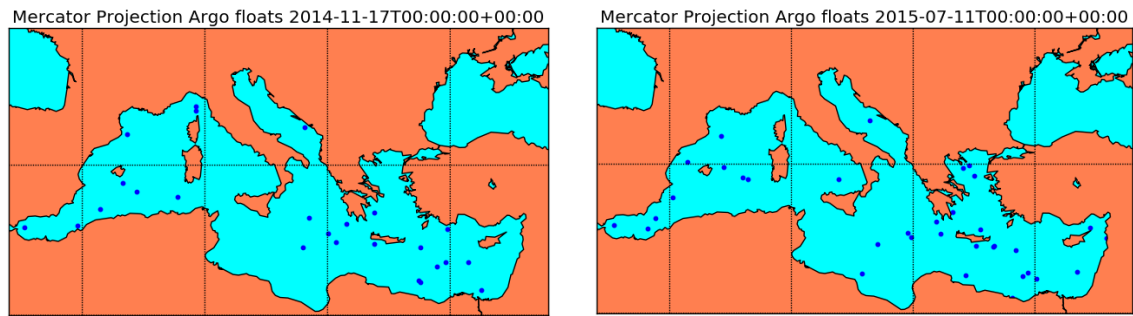 Mercator Projection Argo floats 2014-11-17T00:00:00+00:00
Mercator Projection Argo floats 2015-07-11T00:00:00+00:00